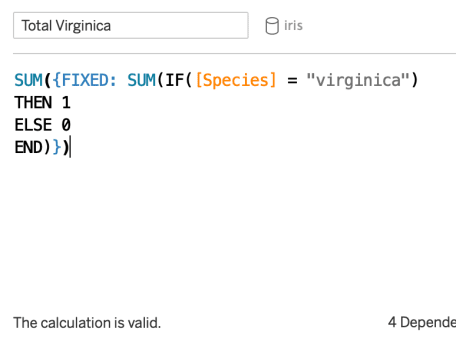 Total Virginica
iris
SUM({FIXED: SUM(IF([Species] = "virginica")
THEN 1
ELSE 0
END)})
The calculation is valid.
4 Depende